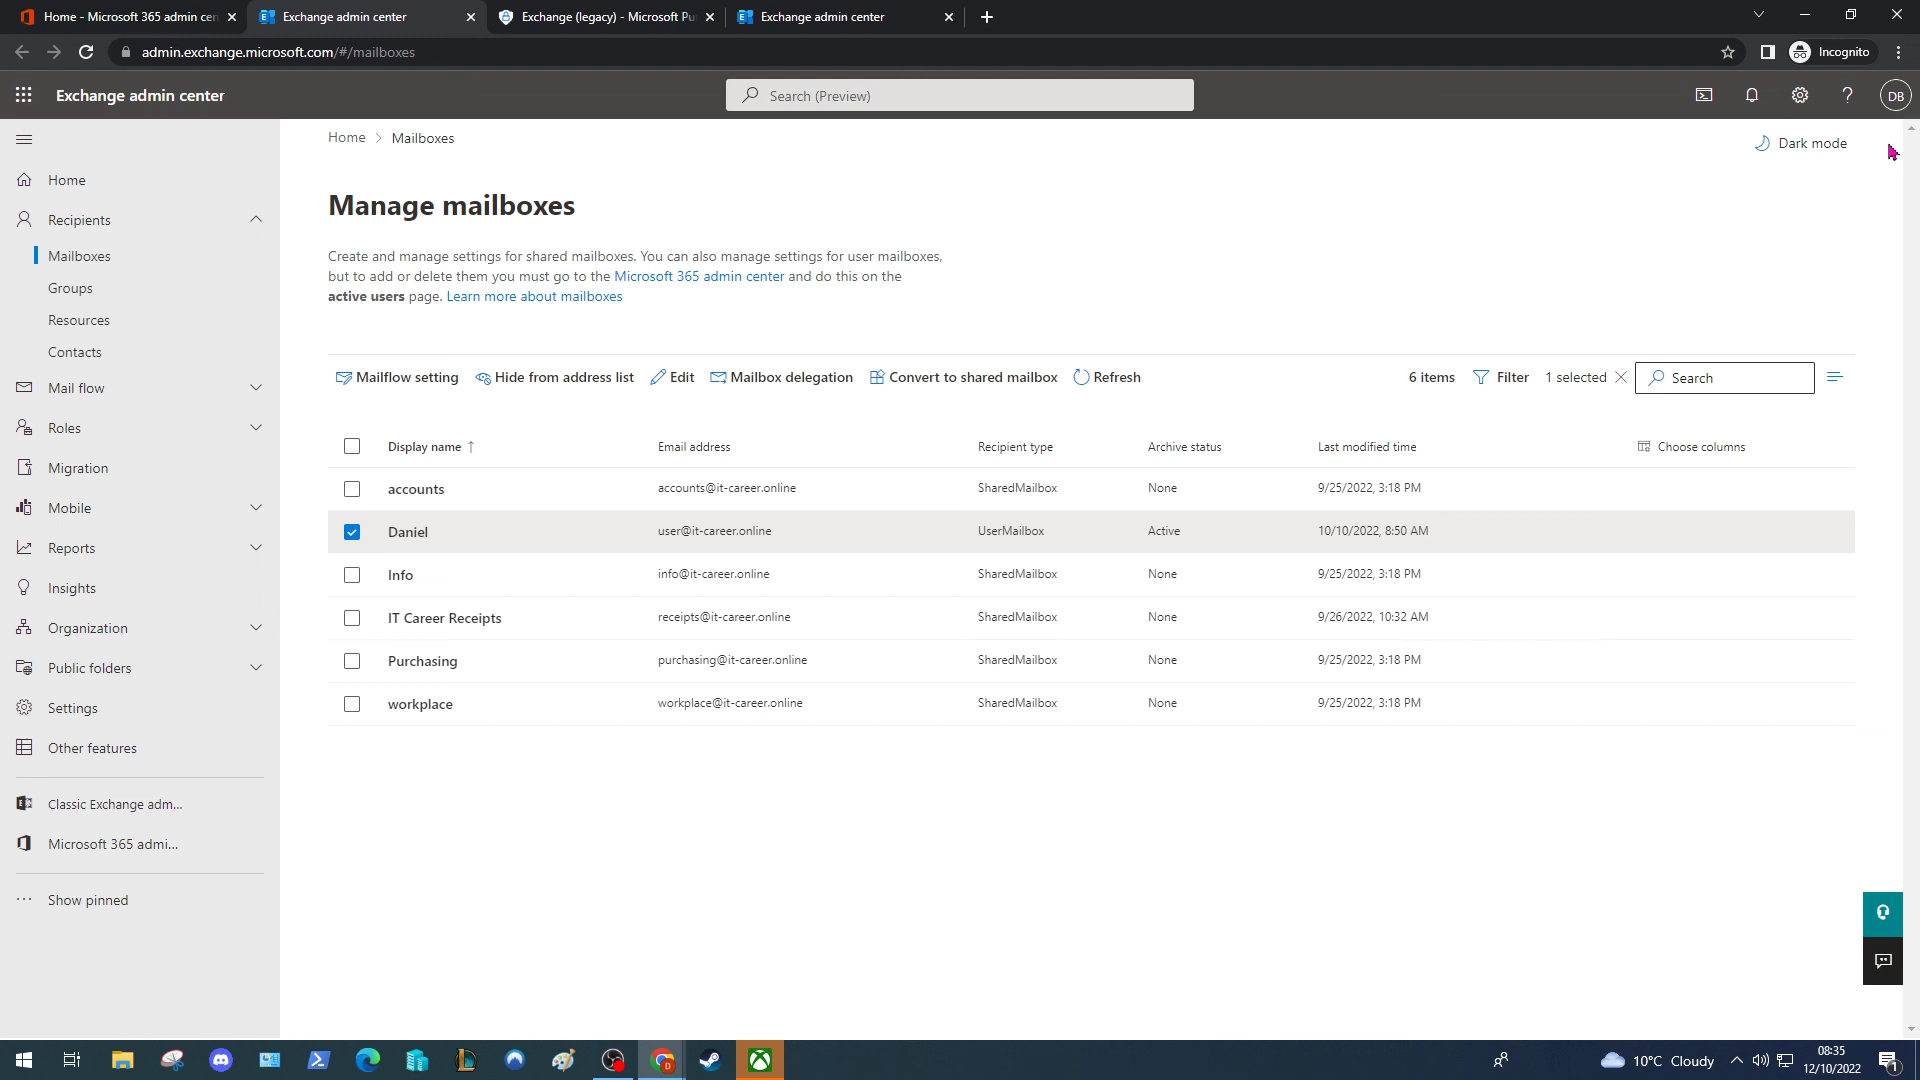 Home - Microsoft 365 admin cen
Exchange admin center
Exchange (legacy) - Microsoft Pu
Exchange admin center
admin.exchange.microsoft.com/#/mailboxes
Incognito
Exchange admin center
Search (Preview)
DB
Home
Recipients
Mailboxes
Groups
Resources
Contacts
Mail flow
Roles
Migration
Mobile
Reports
Insights
Organization
Public folders
Settings
Other features
Classic Exchange adm...
Microsoft 365 admi...
Show pinned
Home > Mailboxes
Dark mode
Manage mailboxes
Create and manage settings for shared mailboxes. You can also manage settings for user mailboxes,
but to add or delete them you must go to the Microsoft 365 admin center and do this on the
active users page. Learn more about mailboxes
Mailflow setting Hide from address list Edit Mailbox delegation Convert to shared mailbox Refresh 6 items Filter 1 selected Search
Display name ↑ Email address Recipient type Archive status Last modified time Choose columns
accounts accounts@it-career.online SharedMailbox None 9/25/2022, 3:18 PM
Daniel user@it-career.online UserMailbox Active 10/10/2022, 8:50 AM
Info info@it-career.online SharedMailbox None 9/25/2022, 3:18 PM
IT Career Receipts receipts@it-career.online SharedMailbox None 9/26/2022, 10:32 AM
Purchasing purchasing@it-career.online SharedMailbox None 9/25/2022, 3:18 PM
workplace workplace@it-career.online SharedMailbox None 9/25/2022, 3:18 PM
10°C Cloudy
08:35
12/10/2022
1